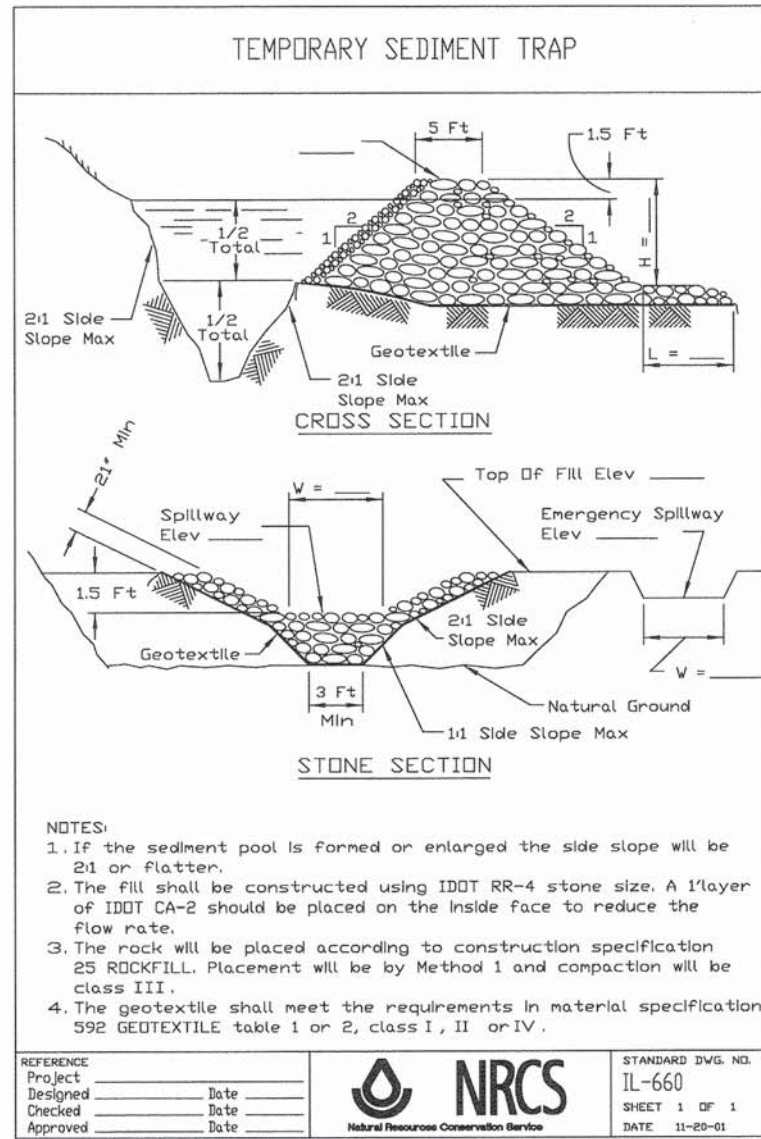 TEMPORARY SEDIMENT TRAP
5 Ft
1.5 Ft
1/2
Total
2
1
2
1
H = ___
2:1 Side
Slope Max
1/2
Total
Geotextile
L = ___
2:1 Side
Slope Max
CROSS SECTION
21" Min
W = ___
Top Of Fill Elev ___
Spillway
Elev ___
Emergency Spillway
Elev ___
1.5 Ft
2:1 Side
Slope Max
Geotextile
W = ___
3 Ft
Min
Natural Ground
1:1 Side Slope Max
STONE SECTION
NOTES:
1. If the sediment pool is formed or enlarged the side slope will be
2:1 or flatter.
2. The fill shall be constructed using IDOT RR-4 stone size. A 1'layer
of IDOT CA-2 should be placed on the inside face to reduce the
flow rate.
3. The rock will be placed according to construction specification
25 ROCKFILL. Placement will be by Method 1 and compaction will be
class III.
4. The geotextile shall meet the requirements in material specification
592 GEOTEXTILE table 1 or 2, class I, II or IV.
REFERENCE
Project ___
Designed ___ Date ___
Checked ___ Date ___
Approved ___ Date ___
NRCS
Natural Resources Conservation Service
STANDARD DWG. NO.
IL-660
SHEET 1 OF 1
DATE 11-20-01